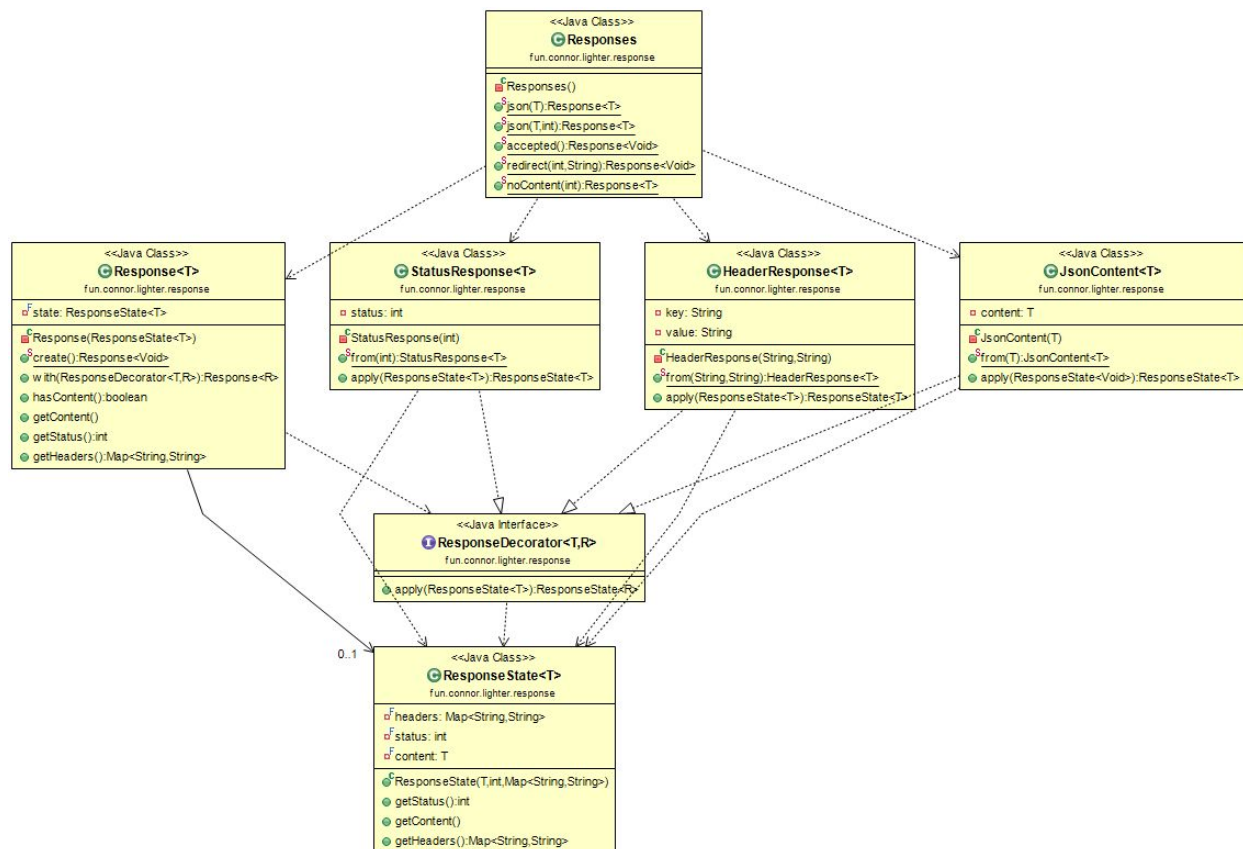 <<Java Class>>
Responses
fun.connor.lighter.response
Responses()
json(T):Response<T>
json(T,int):Response<T>
accepted():Response<Void>
redirect(int,String):Response<Void>
noContent(int):Response<T>
<<Java Class>>
Response<T>
fun.connor.lighter.response
state: ResponseState<T>
Response(ResponseState<T>)
create():Response<Void>
with(ResponseDecorator<T,R>):Response<R>
hasContent():boolean
getContent()
getStatus():int
getHeaders():Map<String,String>
<<Java Class>>
StatusResponse<T>
fun.connor.lighter.response
status: int
StatusResponse(int)
from(int):StatusResponse<T>
apply(ResponseState<T>):ResponseState<T>
<<Java Class>>
HeaderResponse<T>
fun.connor.lighter.response
key: String
value: String
HeaderResponse(String,String)
from(String,String):HeaderResponse<T>
apply(ResponseState<T>):ResponseState<T>
<<Java Class>>
JsonContent<T>
fun.connor.lighter.response
content: T
JsonContent(T)
from(T):JsonContent<T>
apply(ResponseState<Void>):ResponseState<T>
<<Java Interface>>
ResponseDecorator<T,R>
fun.connor.lighter.response
apply(ResponseState<T>):ResponseState<R>
0..1
<<Java Class>>
ResponseState<T>
fun.connor.lighter.response
headers: Map<String,String>
status: int
content: T
ResponseState(T,int,Map<String,String>)
getStatus():int
getContent()
getHeaders():Map<String,String>